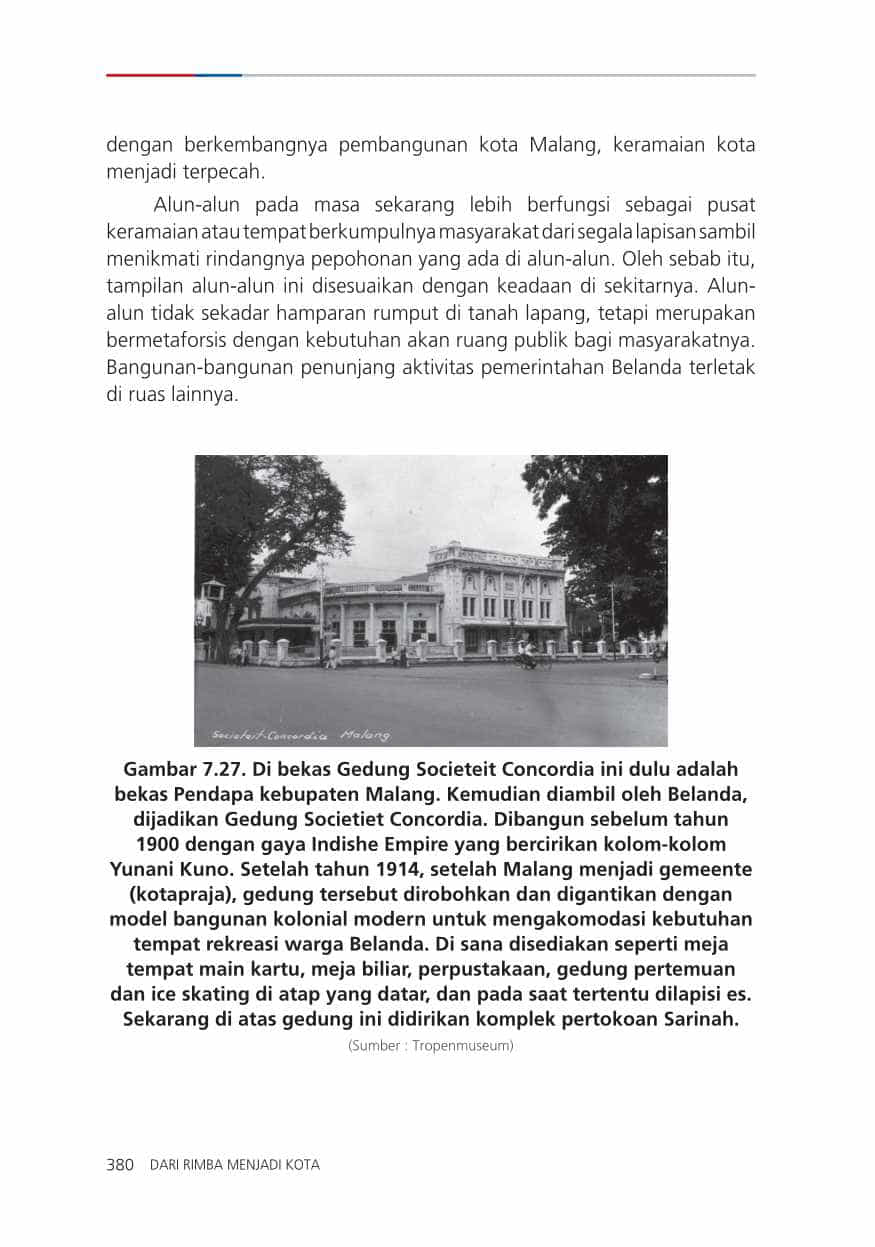 dengan berkembangnya pembangunan kota Malang, keramaian kota
menjadi terpecah.
Alun-alun pada masa sekarang lebih berfungsi sebagai pusat
keramaian atau tempat berkumpulnya masyarakat dari segala lapisan sambil
menikmati rindangnya pepohonan yang ada di alun-alun. Oleh sebab itu,
tampilan alun-alun ini disesuaikan dengan keadaan di sekitarnya. Alun-
alun tidak sekadar hamparan rumput di tanah lapang, tetapi merupakan
bermetaforsis dengan kebutuhan akan ruang publik bagi masyarakatnya.
Bangunan-bangunan penunjang aktivitas pemerintahan Belanda terletak
di ruas lainnya.
Societeit-Concordia Malang
Gambar 7.27. Di bekas Gedung Societeit Concordia ini dulu adalah
bekas Pendapa kebupaten Malang. Kemudian diambil oleh Belanda,
dijadikan Gedung Societiet Concordia. Dibangun sebelum tahun
1900 dengan gaya Indishe Empire yang bercirikan kolom-kolom
Yunani Kuno. Setelah tahun 1914, setelah Malang menjadi gemeente
(kotapraja), gedung tersebut dirobohkan dan digantikan dengan
model bangunan kolonial modern untuk mengakomodasi kebutuhan
tempat rekreasi warga Belanda. Di sana disediakan seperti meja
tempat main kartu, meja biliar, perpustakaan, gedung pertemuan
dan ice skating di atap yang datar, dan pada saat tertentu dilapisi es.
Sekarang di atas gedung ini didirikan komplek pertokoan Sarinah.
(Sumber : Tropenmuseum)
380 DARI RIMBA MENJADI KOTA